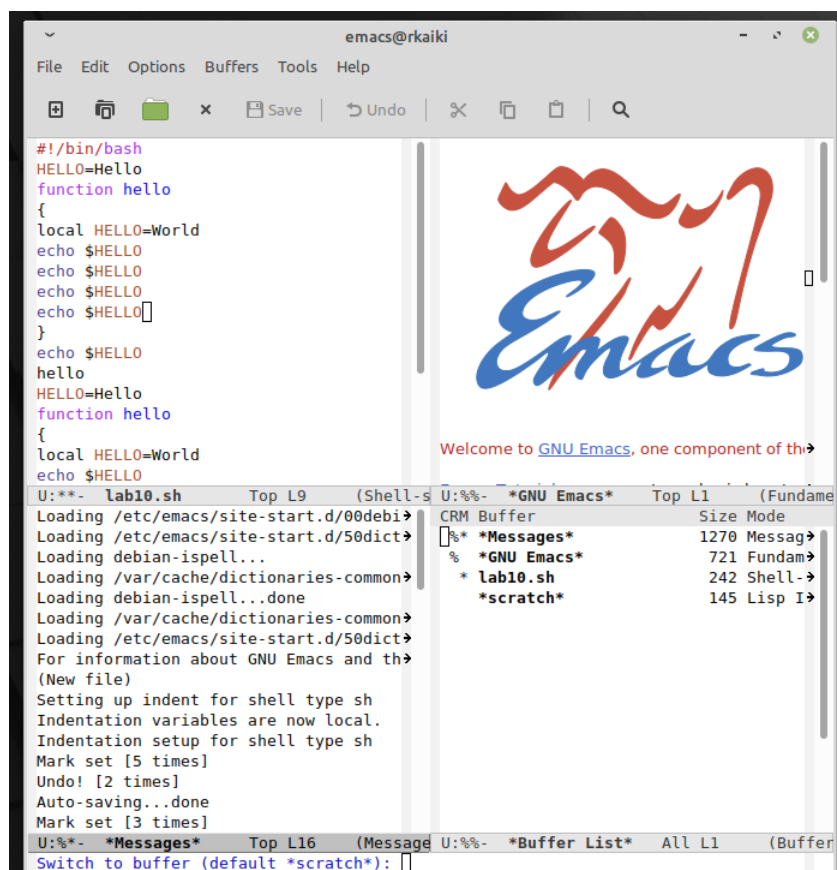 emacs@rkaiki
File Edit Options Buffers Tools Help
Save Undo
#!/bin/bash
HELLO=Hello
function hello
{
local HELLO=World
echo $HELLO
echo $HELLO
echo $HELLO
echo $HELLO
}
echo $HELLO
hello
HELLO=Hello
function hello
{
local HELLO=World
echo $HELLO
U:**- lab10.sh Top L9 (Shell-s
Emacs
Welcome to GNU Emacs, one component of the
U:%%- *GNU Emacs* Top L1 (Fundame
Loading /etc/emacs/site-start.d/00debi
Loading /etc/emacs/site-start.d/50dict
Loading debian-ispell...
Loading /var/cache/dictionaries-common
Loading debian-ispell...done
Loading /var/cache/dictionaries-common
Loading /etc/emacs/site-start.d/50dict
For information about GNU Emacs and th
(New file)
Setting up indent for shell type sh
Indentation variables are now local.
Indentation setup for shell type sh
Mark set [5 times]
Undo! [2 times]
Auto-saving...done
Mark set [3 times]
U:%*- *Messages* Top L16 (Message
CRM Buffer Size Mode
%* *Messages* 1270 Messag
% *GNU Emacs* 721 Fundam
* lab10.sh 242 Shell-
*scratch* 145 Lisp I
U:%%- *Buffer List* All L1 (Buffer
Switch to buffer (default *scratch*):